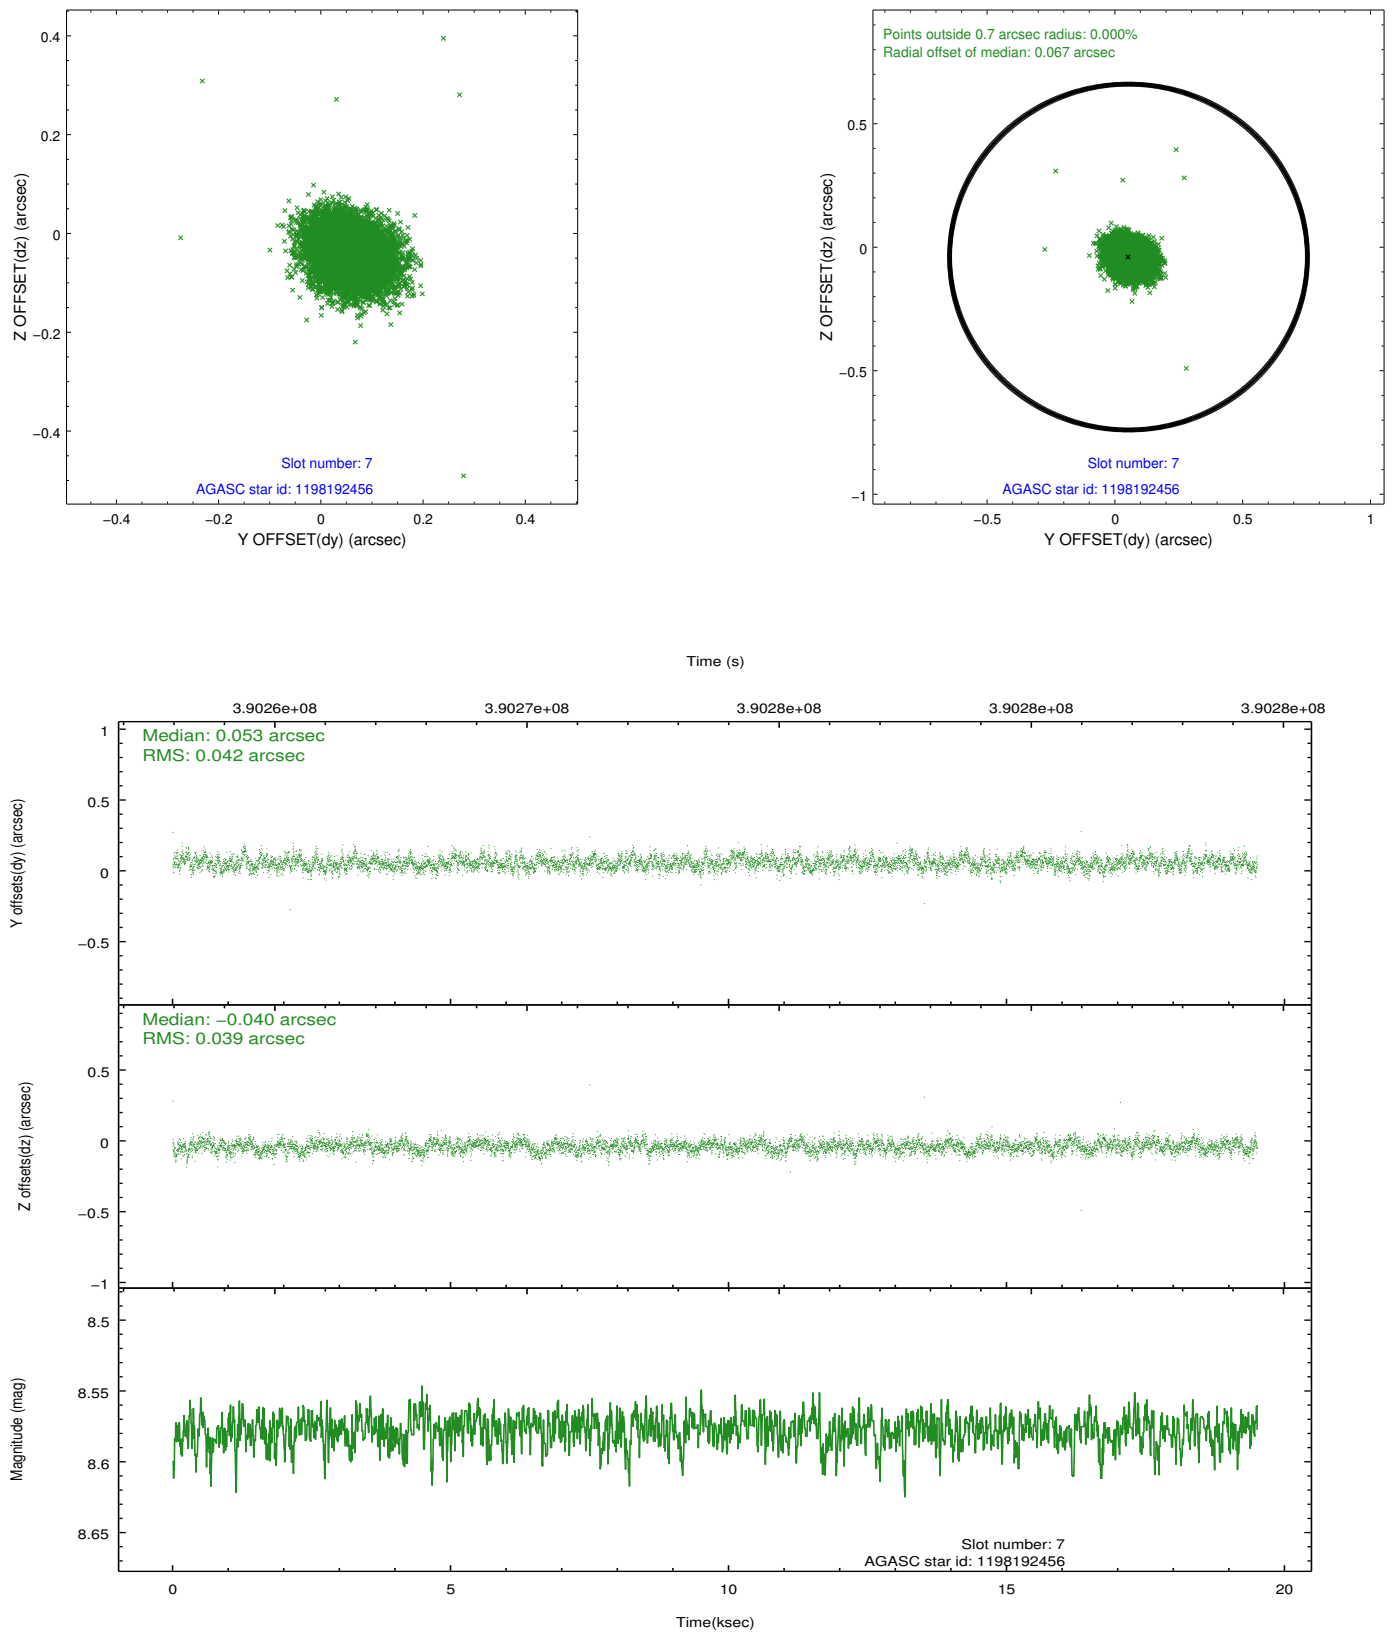 0.4
0.2
0
−0.2
−0.4
Z OFFSET(dz) (arcsec)
Slot number: 7
AGASC star id: 1198192456
−0.4
−0.2
0
0.2
0.4
Y OFFSET(dy) (arcsec)
Points outside 0.7 arcsec radius: 0.000%
Radial offset of median: 0.067 arcsec
0.5
0
−0.5
−1
Z OFFSET(dz) (arcsec)
Slot number: 7
AGASC star id: 1198192456
−0.5
0
0.5
1
Y OFFSET(dy) (arcsec)
Time (s)
3.9026e+08
3.9027e+08
3.9028e+08
3.9028e+08
3.9028e+08
Median: 0.053 arcsec
RMS: 0.042 arcsec
1
0.5
0
−0.5
Y offsets(dy) (arcsec)
Median: −0.040 arcsec
RMS: 0.039 arcsec
0.5
0
−0.5
−1
Z offsets(dz) (arcsec)
8.5
8.55
8.6
8.65
Magnitude (mag)
Slot number: 7
AGASC star id: 1198192456
0
5
10
15
20
Time(ksec)